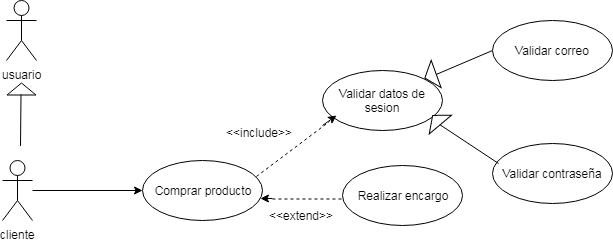 usuario
Validar correo
Validar datos de
sesion
<<include>>
Validar contraseña
Comprar producto
Realizar encargo
<<extend>>
cliente